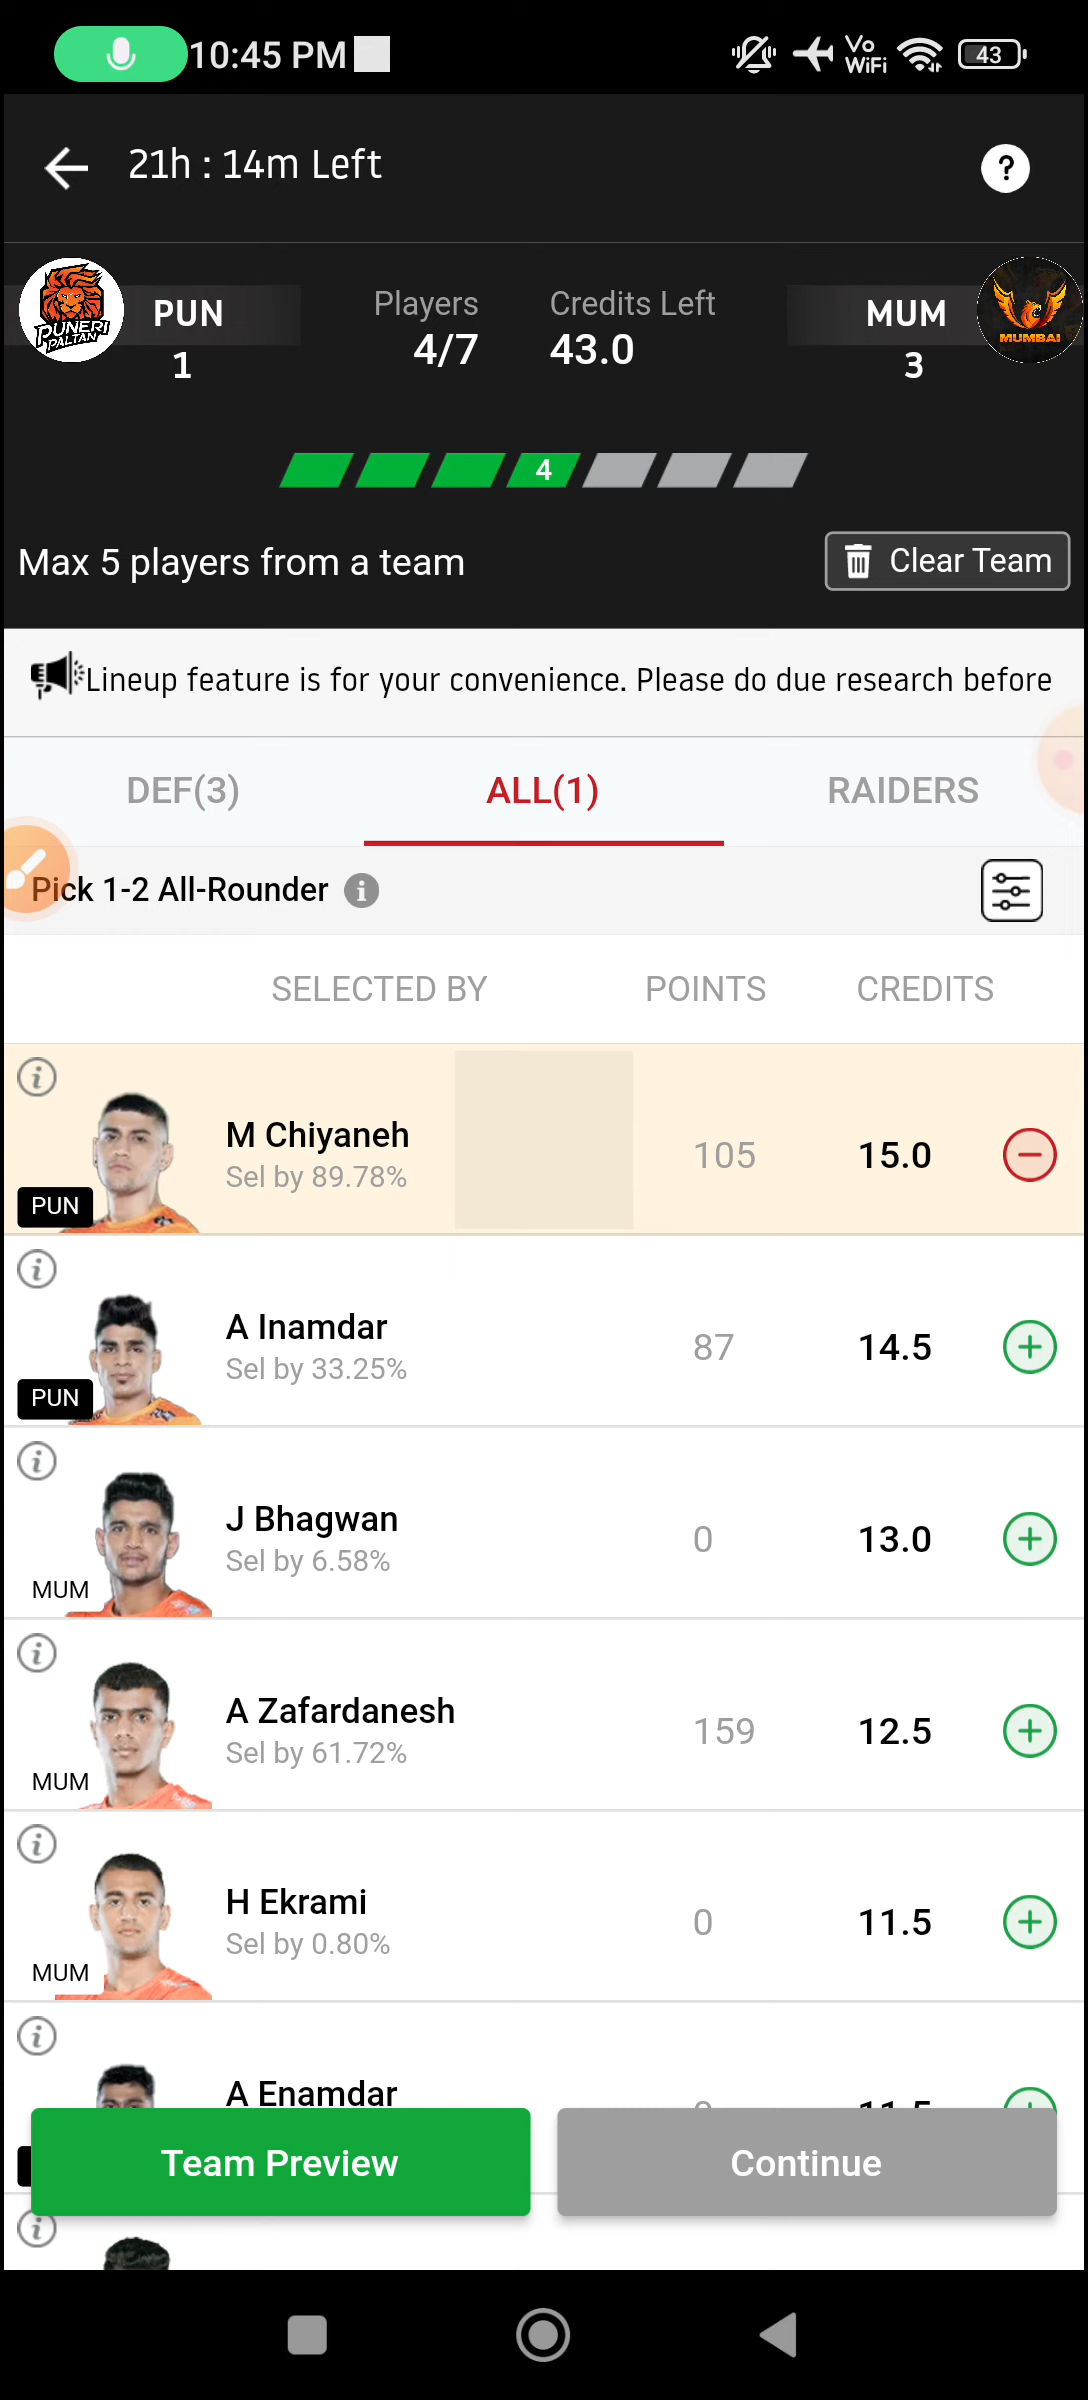 10:45 PM
Vo
WiFi
43
21h : 14m Left
?
PUNERI
PALTAN
PUN
1
Players
4/7
Credits Left
43.0
MUM
3
MUMBAI
4
Max 5 players from a team
Clear Team
Lineup feature is for your convenience. Please do due research before
DEF(3)
ALL(1)
RAIDERS
Pick 1-2 All-Rounder
SELECTED BY
POINTS
CREDITS
M Chiyaneh
Sel by 89.78%
PUN
105
15.0
A Inamdar
Sel by 33.25%
PUN
87
14.5
J Bhagwan
Sel by 6.58%
MUM
0
13.0
A Zafardanesh
Sel by 61.72%
MUM
159
12.5
H Ekrami
Sel by 0.80%
MUM
0
11.5
A Enamdar
Team Preview
Continue